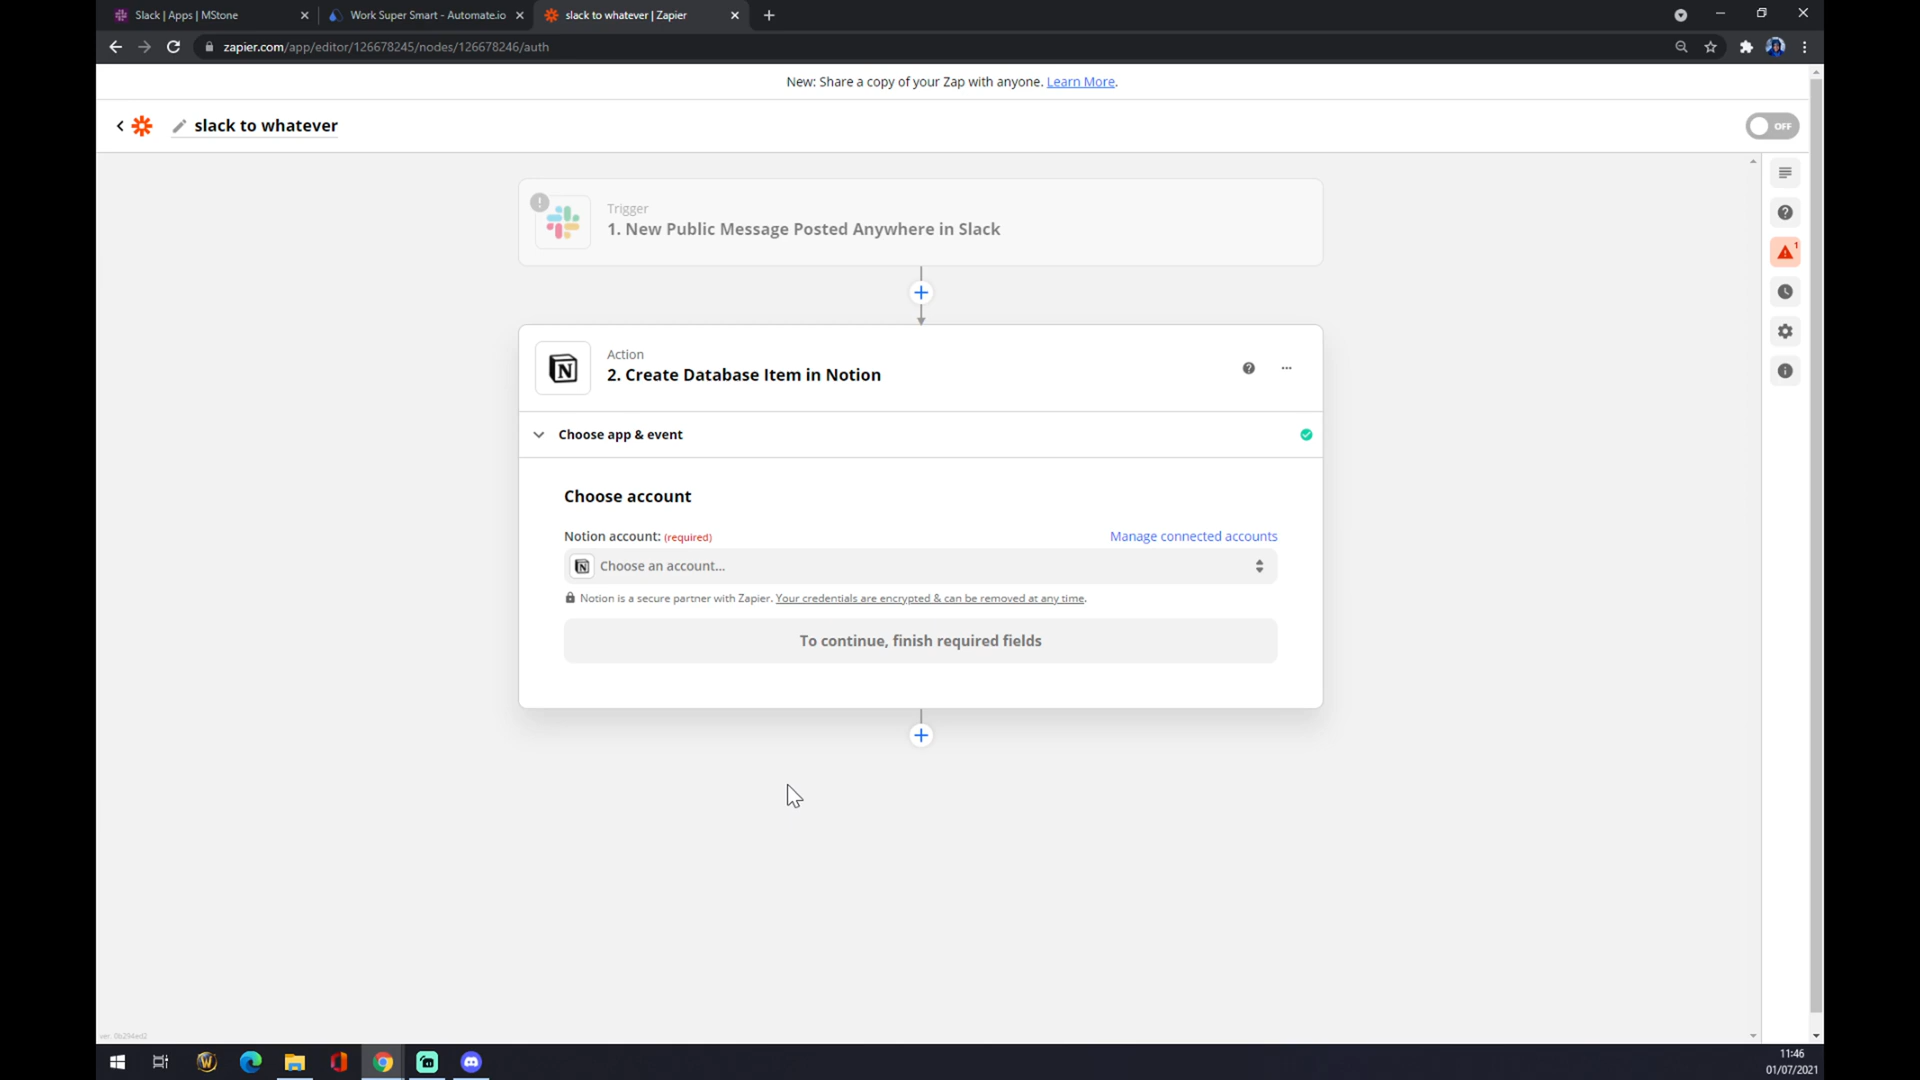 Slack | Apps | MStone
Work Super Smart - Automate.io
slack to whatever | Zapier
zapier.com/app/editor/126678245/nodes/126678246/auth
New: Share a copy of your Zap with anyone. Learn More.
slack to whatever
OFF
Trigger
1. New Public Message Posted Anywhere in Slack
1
Action
2. Create Database Item in Notion
Choose app & event
Choose account
Notion account: (required)
Manage connected accounts
Choose an account...
Notion is a secure partner with Zapier. Your credentials are encrypted & can be removed at any time.
To continue, finish required fields
ver. 0b294ed2
11:46
01/07/2021